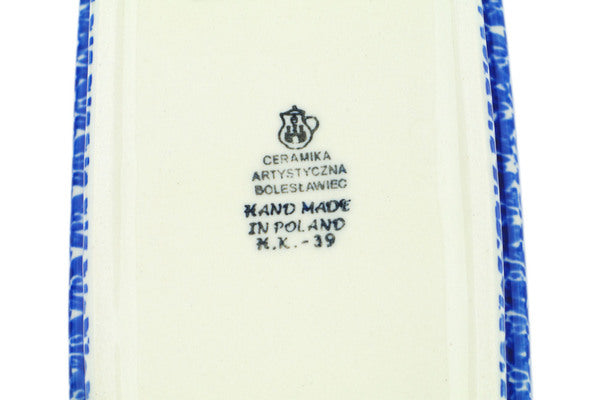 CERAMIKA
ARTYSTYCZNA
BOLESŁAWIEC
HAND MADE
IN POLAND
M.K.-39